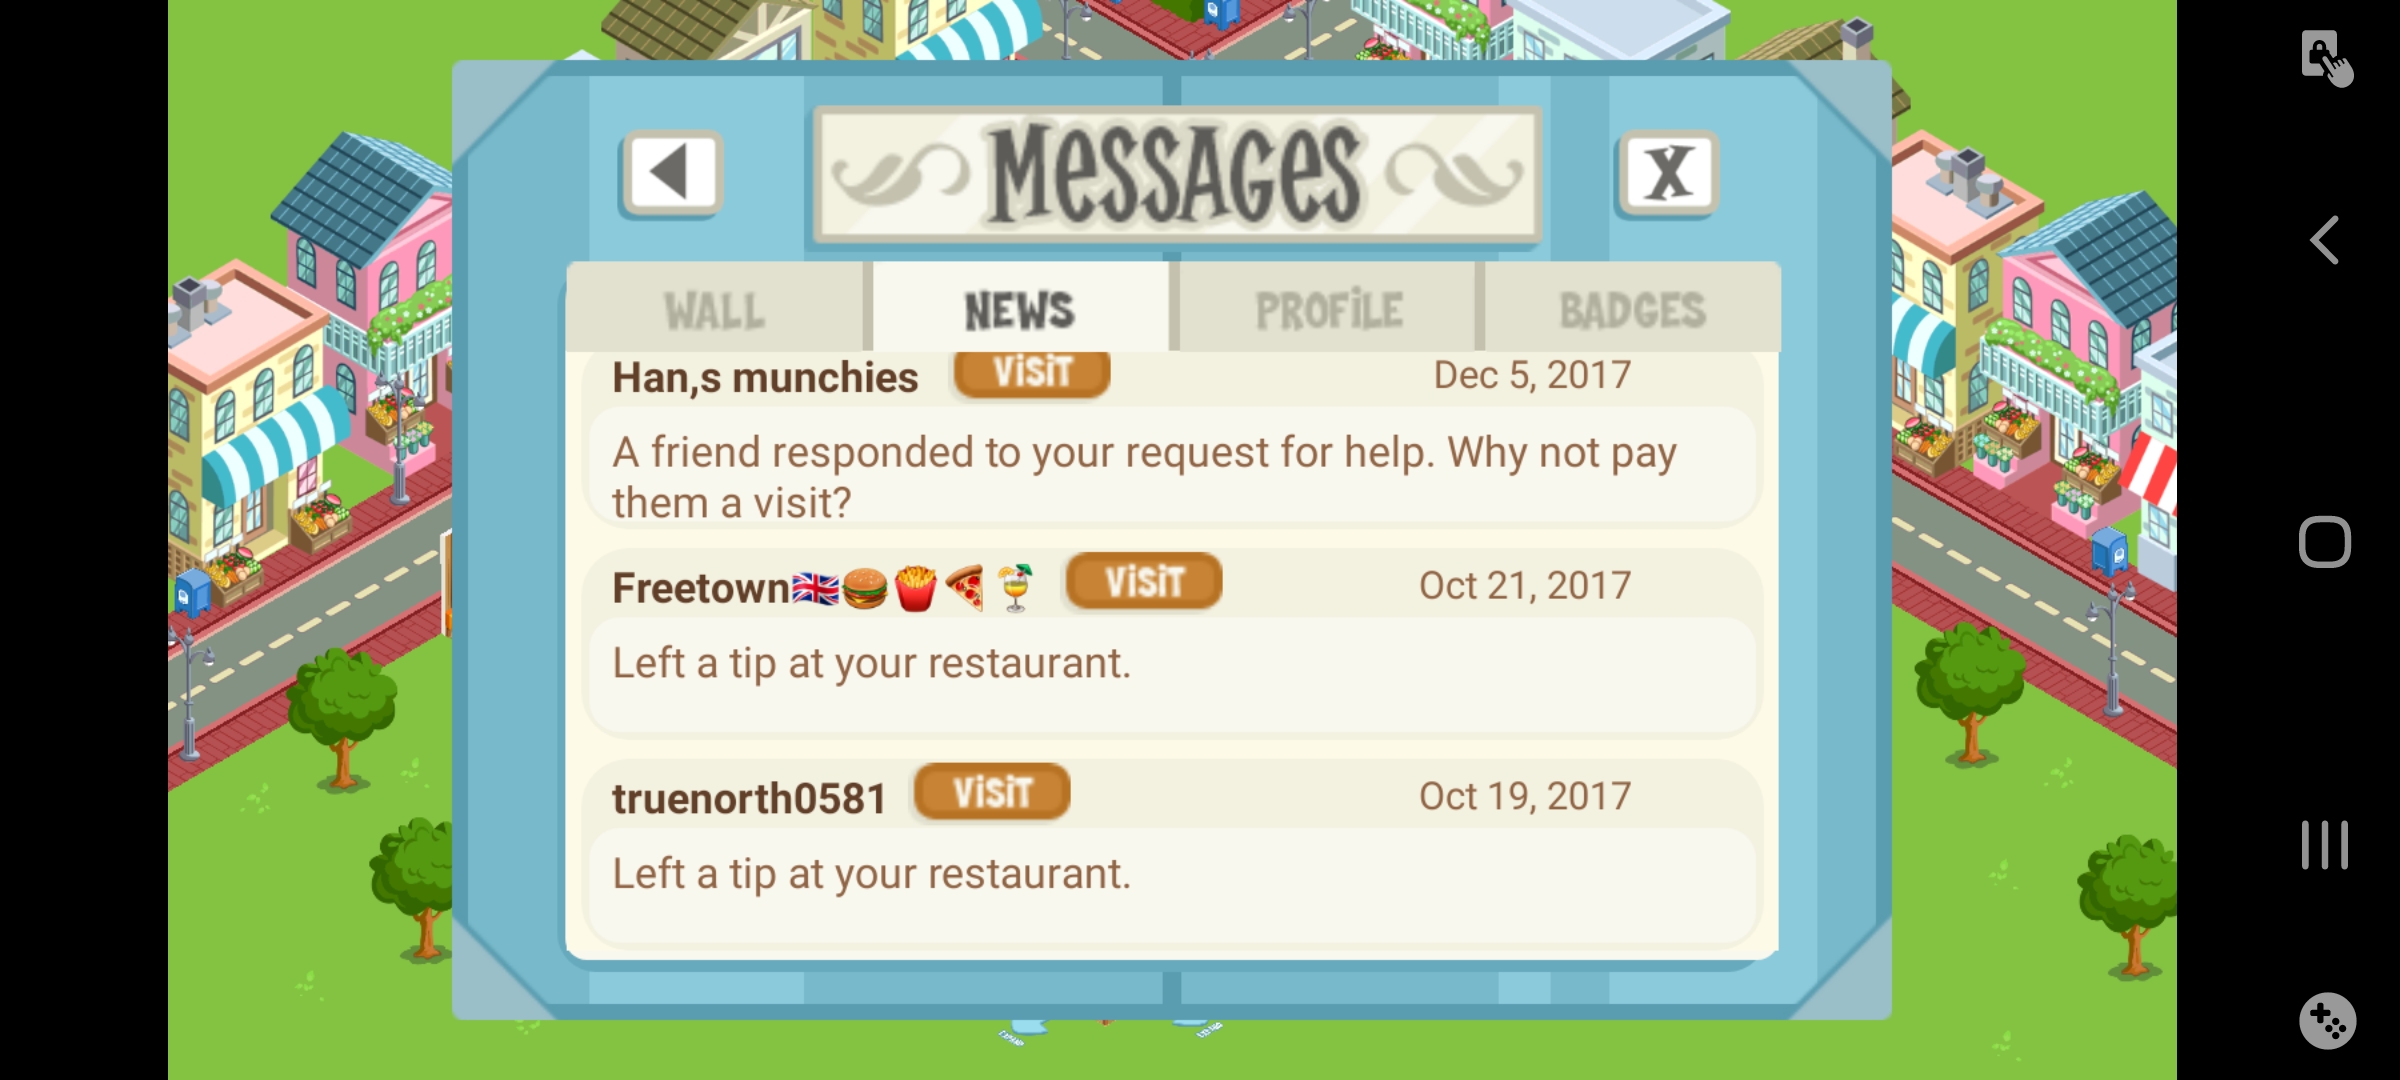 MESSAGES
X
WALL
NEWS
PROFILE
BADGES
Han,s munchies
VISIT
Dec 5, 2017
A friend responded to your request for help. Why not pay
them a visit?
Freetown🇬🇧🍔🍟🍕🍹
VISIT
Oct 21, 2017
Left a tip at your restaurant.
truenorth0581
VISIT
Oct 19, 2017
Left a tip at your restaurant.